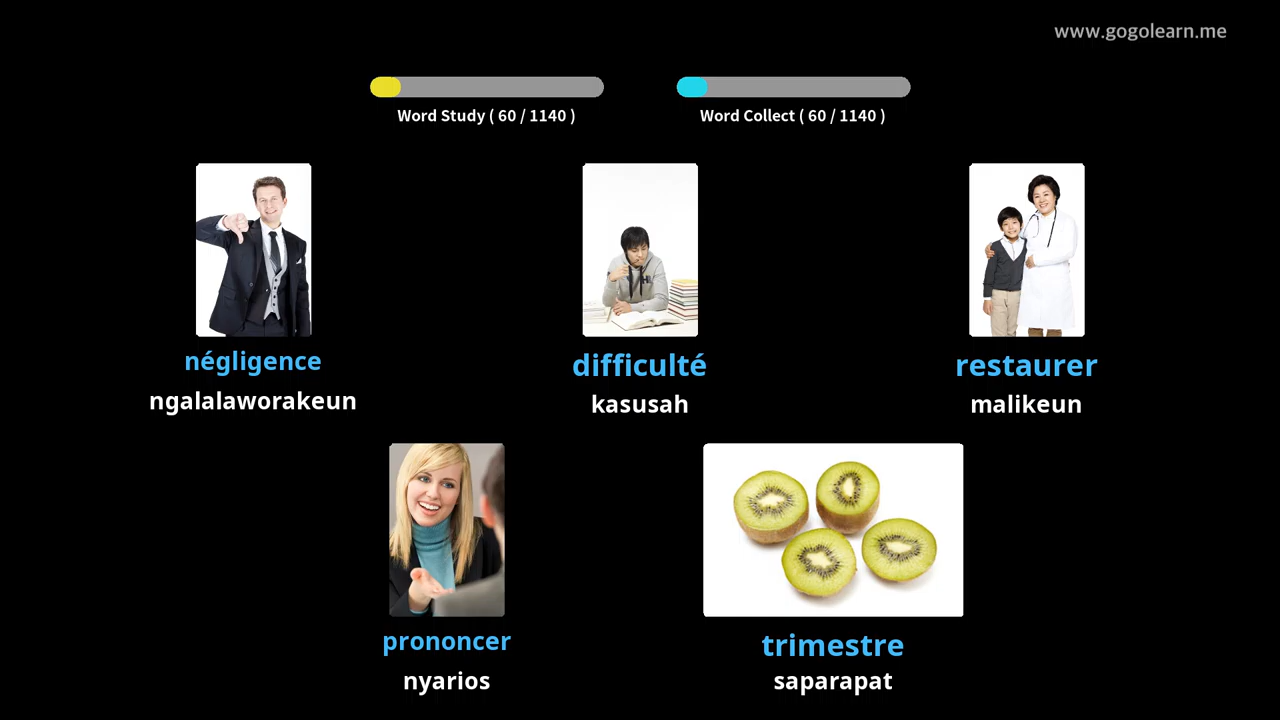 www.gogolearn.me
Word Study ( 60 / 1140 )
Word Collect ( 60 / 1140 )
négligence
ngalalaworakeun
difficulté
kasusah
restaurer
malikeun
prononcer
nyarios
trimestre
saparapat